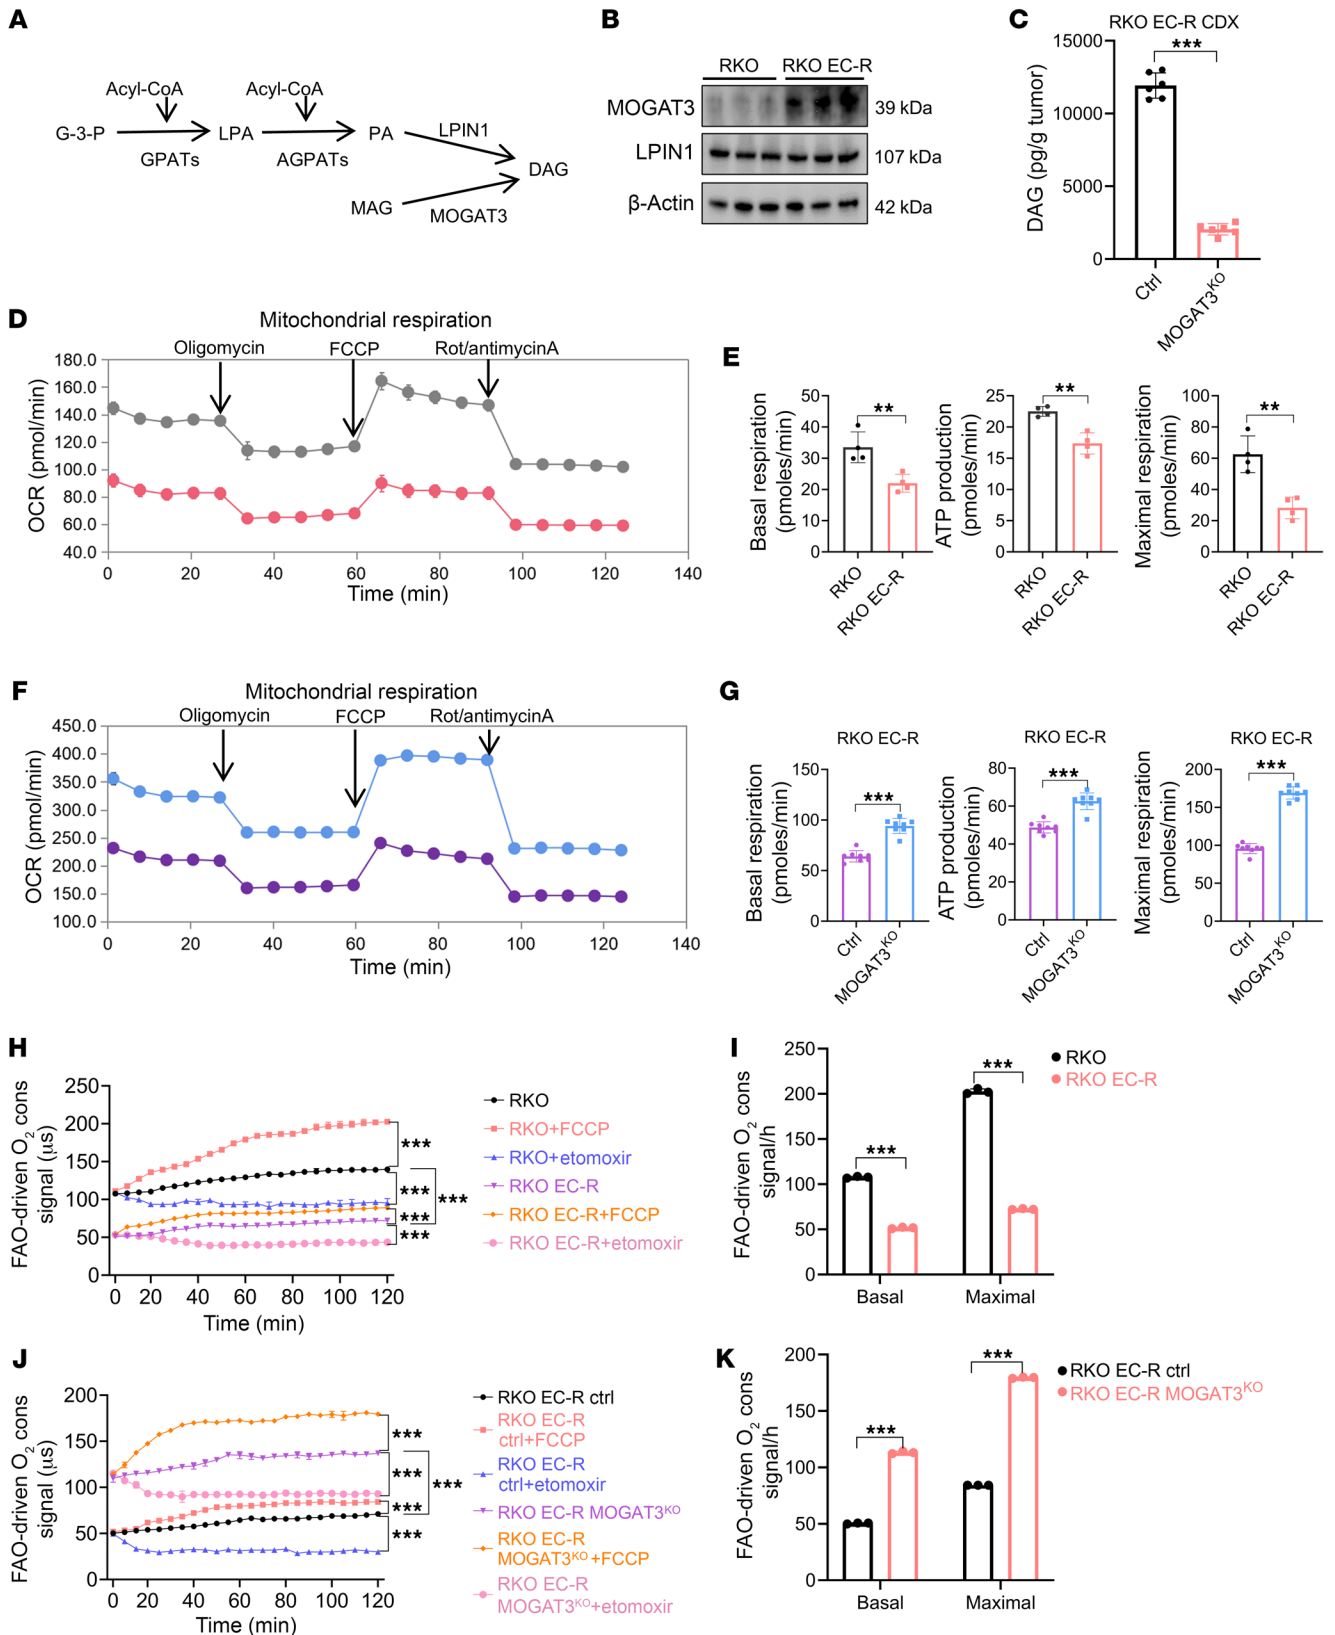 A
Acyl-CoA
Acyl-CoA
G-3-P
LPA
PA
LPIN1
GPATs
AGPATs
DAG
MAG
MOGAT3
B
RKO
RKO EC-R
MOGAT3
39 kDa
LPIN1
107 kDa
β-Actin
42 kDa
C
RKO EC-R CDX
***
15000
10000
5000
0
DAG (pg/g tumor)
Ctrl
MOGAT3KO
D
Mitochondrial respiration
Oligomycin
FCCP
Rot/antimycinA
180.0
160.0
140.0
120.0
100.0
80.0
60.0
40.0
OCR (pmol/min)
0
20
40
60
80
100
120
140
Time (min)
E
Basal respiration
(pmoles/min)
50
40
30
20
10
0
**
RKO
RKO EC-R
ATP production
(pmoles/min)
25
20
15
10
5
0
**
RKO
RKO EC-R
Maximal respiration
(pmoles/min)
100
80
60
40
20
0
**
RKO
RKO EC-R
F
Mitochondrial respiration
Oligomycin
FCCP
Rot/antimycinA
450.0
400.0
350.0
300.0
250.0
200.0
150.0
100.0
OCR (pmol/min)
0
20
40
60
80
100
120
140
Time (min)
G
RKO EC-R
Basal respiration
(pmoles/min)
150
100
50
0
***
Ctrl
MOGAT3KO
RKO EC-R
ATP production
(pmoles/min)
80
60
40
20
0
***
Ctrl
MOGAT3KO
RKO EC-R
Maximal respiration
(pmoles/min)
200
150
100
50
0
***
Ctrl
MOGAT3KO
H
FAO-driven O2 cons
signal (μs)
250
200
150
100
50
0
0
20
40
60
80
100
120
Time (min)
***
***
***
***
***
RKO
RKO+FCCP
RKO+etomoxir
RKO EC-R
RKO EC-R+FCCP
RKO EC-R+etomoxir
I
FAO-driven O2 cons
signal/h
250
200
150
100
50
0
***
***
Basal
Maximal
RKO
RKO EC-R
J
FAO-driven O2 cons
signal (μs)
200
150
100
50
0
0
20
40
60
80
100
120
Time (min)
***
***
***
***
***
RKO EC-R ctrl
RKO EC-R
ctrl+FCCP
RKO EC-R
ctrl+etomoxir
RKO EC-R MOGAT3KO
RKO EC-R
MOGAT3KO+FCCP
RKO EC-R
MOGAT3KO+etomoxir
K
FAO-driven O2 cons
signal/h
200
150
100
50
0
***
***
Basal
Maximal
RKO EC-R ctrl
RKO EC-R MOGAT3KO